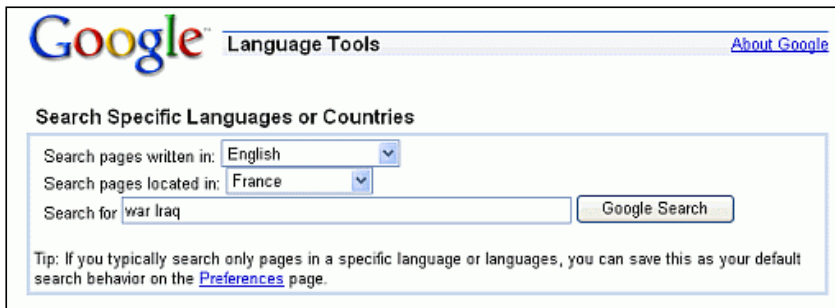 Google™ Language Tools About Google
Search Specific Languages or Countries
Search pages written in: English
Search pages located in: France
Search for war Iraq Google Search
Tip: If you typically search only pages in a specific language or languages, you can save this as your default
search behavior on the Preferences page.